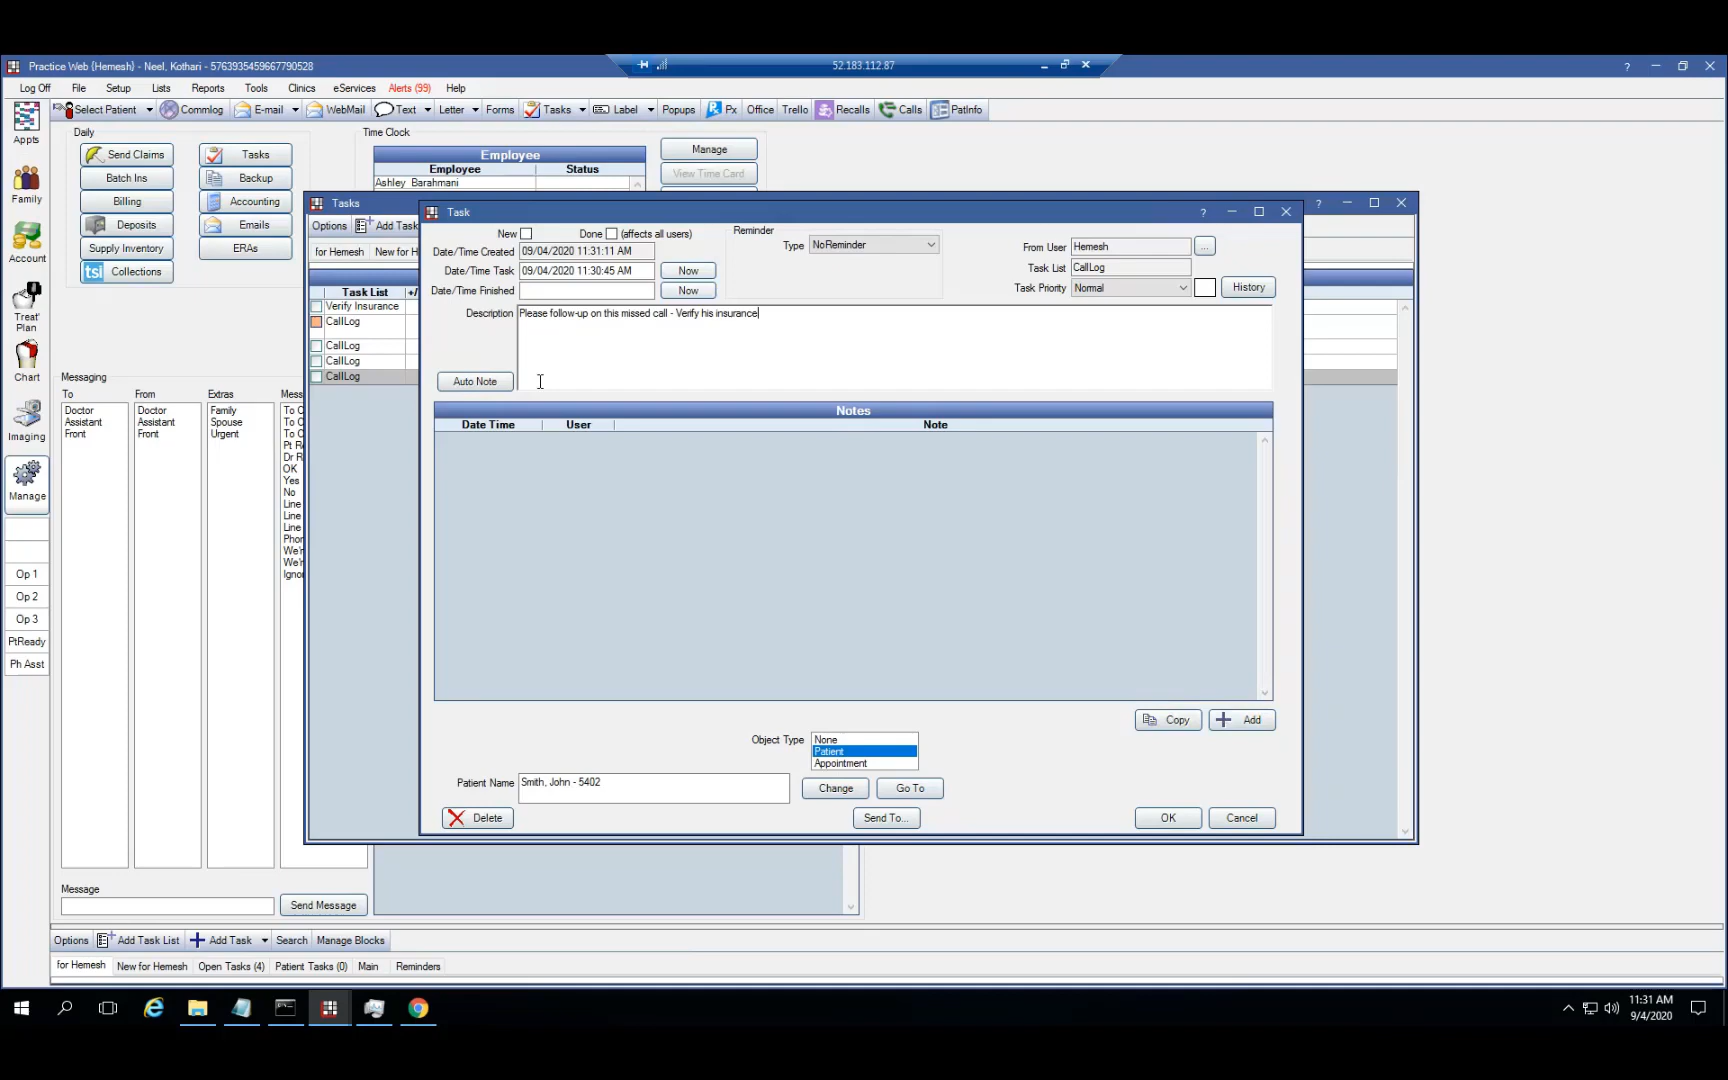 Practice Web {Hemesh} - Neel, Kothari - 5763935459667790528
52.183.112.87
Log Off File Setup Lists Reports Tools Clinics eServices Alerts (99) Help
Select Patient Commlog E-mail WebMail Text Letter Forms Tasks Label Popups Px Office Trello Recalls Calls PatInfo
Appts
Family
Account
Treat' Plan
Chart
Imaging
Manage
Op 1
Op 2
Op 3
PtReady
Ph Asst
Daily
Send Claims Tasks
Batch Ins Backup
Billing Accounting
Deposits Emails
Supply Inventory ERAs
tsi Collections
Time Clock
Employee
Employee Status
Ashley Barahmani
Manage
View Time Card
Messaging
To From Extras
Doctor Doctor Family
Assistant Assistant Spouse
Front Front Urgent
Mess
To C
To C
To C
Pt R
Dr R
OK
Yes
No
Line
Line
Line
Phon
We'r
We'r
Ignor
Message
Send Message
Tasks
Options Add Task
for Hemesh New for H
Task List +/
Verify Insurance
CallLog
CallLog
CallLog
CallLog
Task
New Done (affects all users)
Date/Time Created 09/04/2020 11:31:11 AM
Date/Time Task 09/04/2020 11:30:45 AM Now
Date/Time Finished Now
Reminder
Type NoReminder
From User Hemesh ...
Task List CallLog
Task Priority Normal History
Description Please follow-up on this missed call - Verify his insurance
Auto Note
Notes
Date Time User Note
Copy Add
Object Type None
Patient
Appointment
Patient Name Smith, John - 5402 Change Go To
Delete Send To... OK Cancel
Options Add Task List Add Task Search Manage Blocks
for Hemesh New for Hemesh Open Tasks (4) Patient Tasks (0) Main Reminders
11:31 AM
9/4/2020